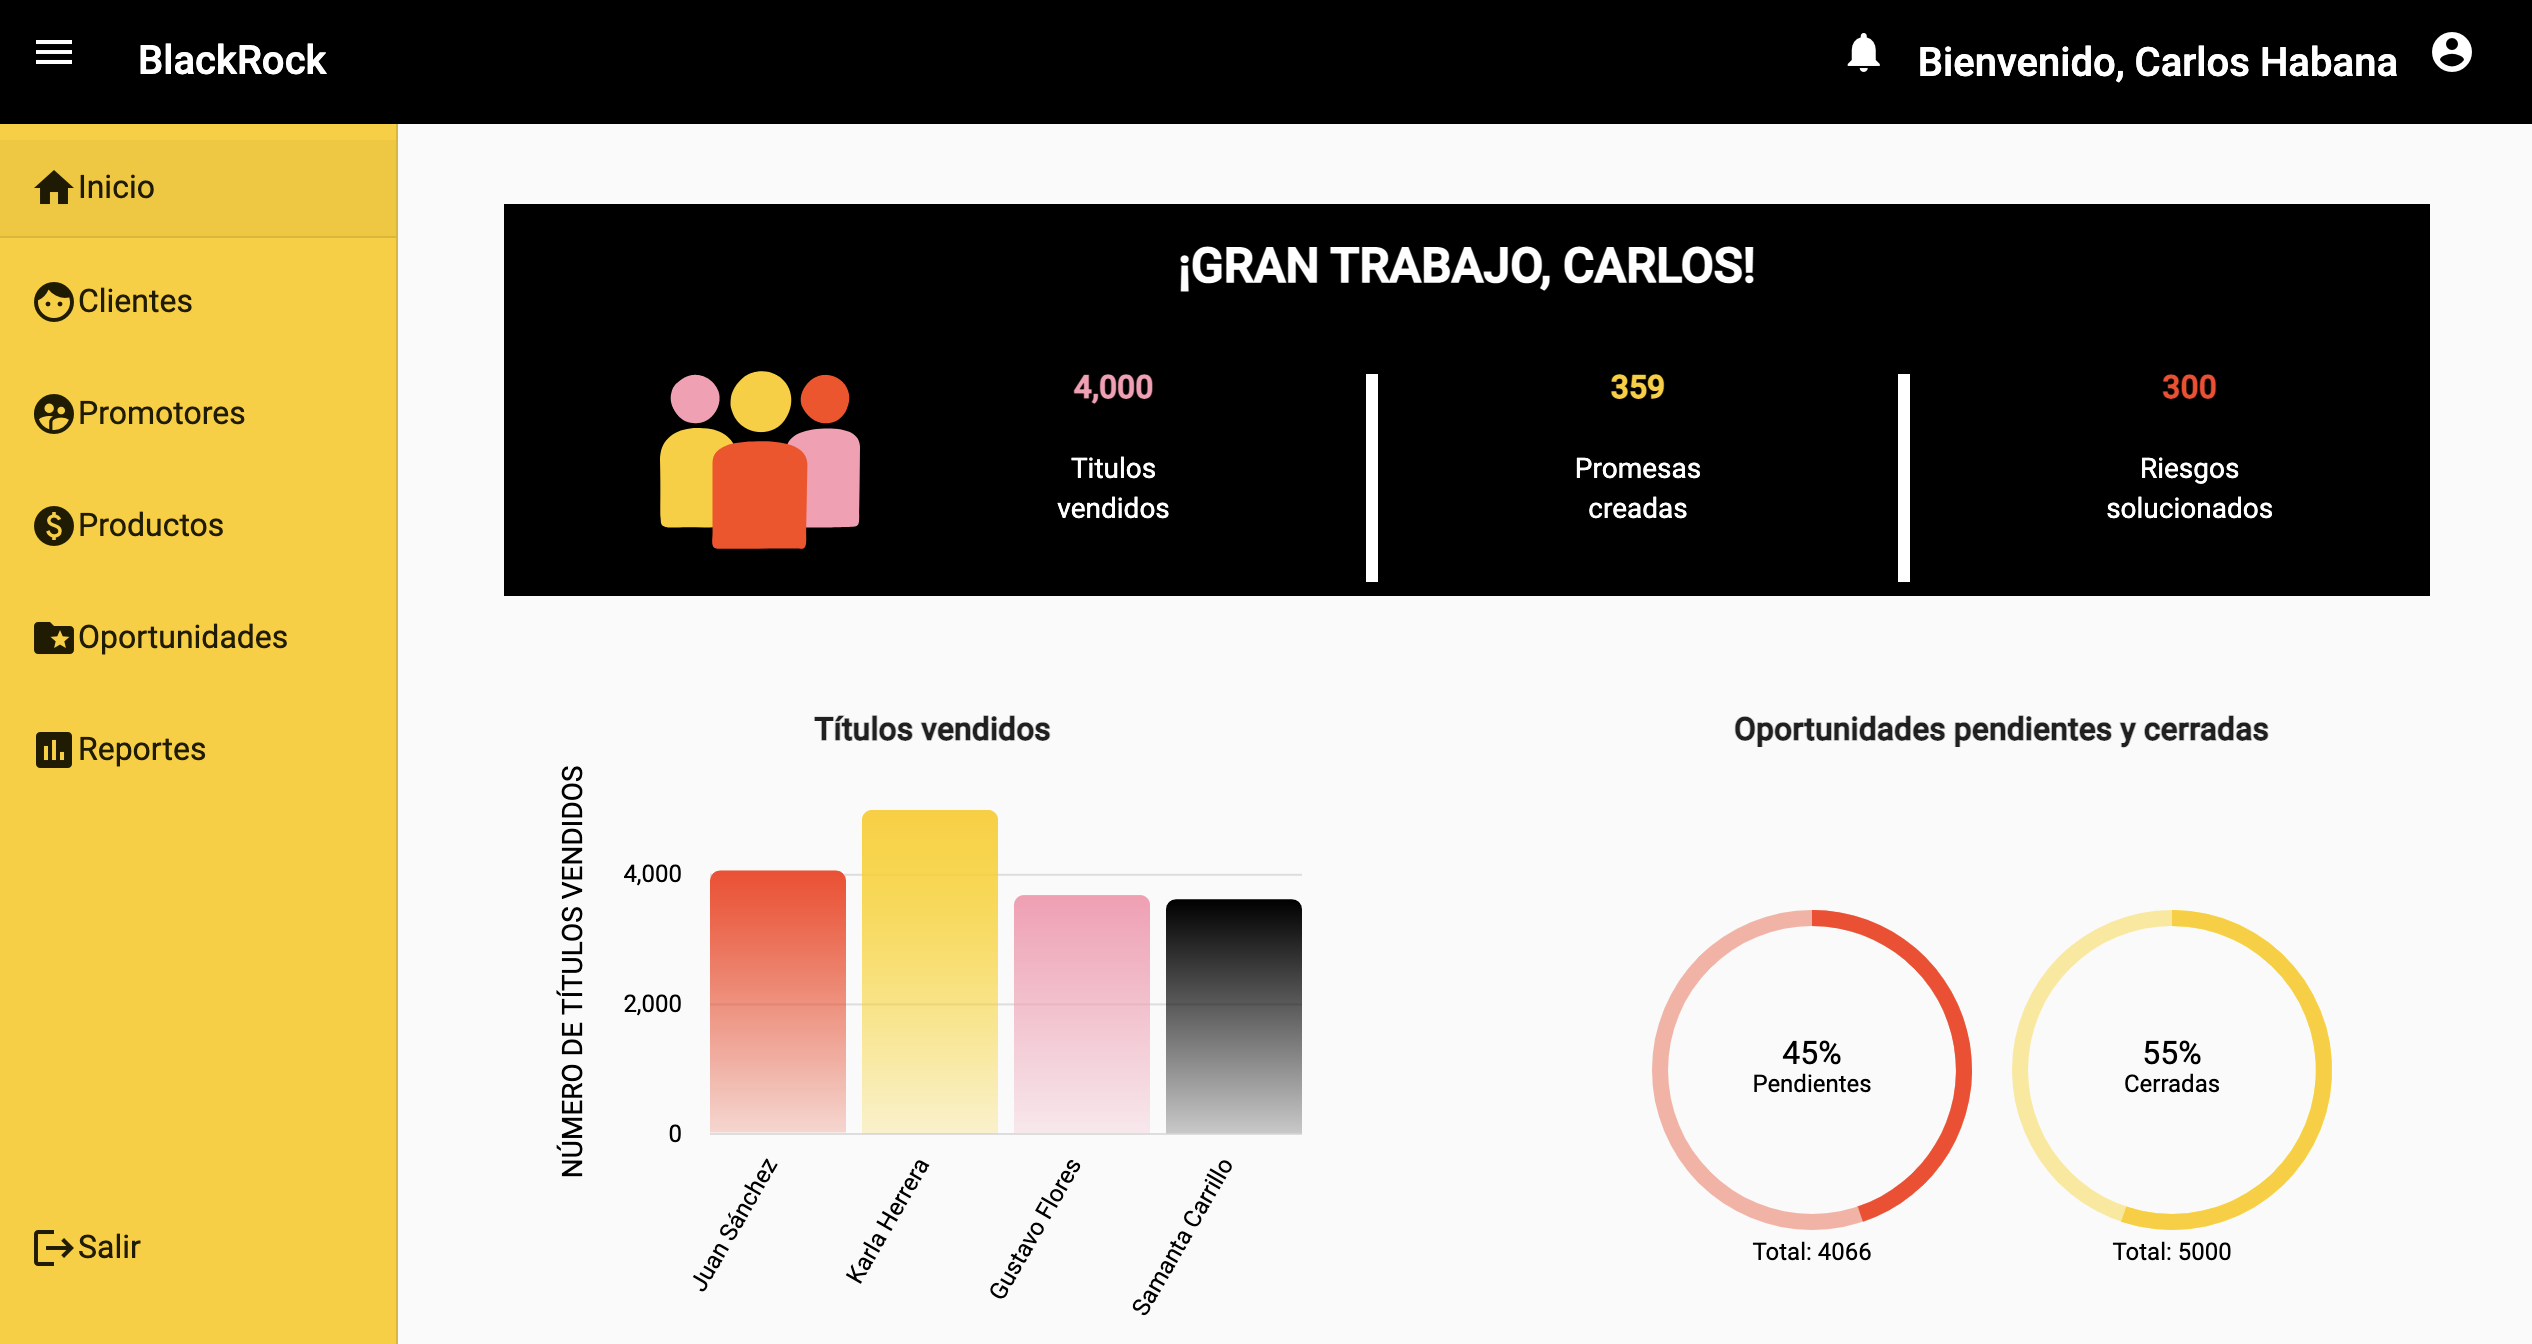 BlackRock
Bienvenido, Carlos Habana
Inicio
Clientes
Promotores
Productos
Oportunidades
Reportes
Salir
¡GRAN TRABAJO, CARLOS!
4,000
Titulos
vendidos
359
Promesas
creadas
300
Riesgos
solucionados
Títulos vendidos
NÚMERO DE TÍTULOS VENDIDOS
4,000
2,000
0
Juan Sánchez
Karla Herrera
Gustavo Flores
Samanta Carrillo
Oportunidades pendientes y cerradas
45%
Pendientes
Total: 4066
55%
Cerradas
Total: 5000